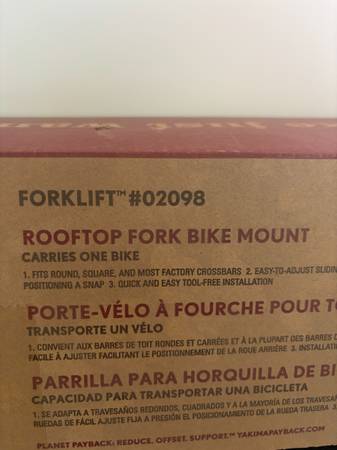 FORKLIFT™ #02098
ROOFTOP FORK BIKE MOUNT
CARRIES ONE BIKE
1. FITS ROUND, SQUARE, AND MOST FACTORY CROSSBARS 2. EASY-TO-ADJUST
POSITIONING A SNAP 3. QUICK AND EASY TOOL-FREE INSTALLATION
PORTE-VÉLO À FOURCHE POUR
TRANSPORTE UN VÉLO
1. CONVIENT AUX BARRES DE TOIT RONDES ET CARRÉES ET À LA PLUPART DES BARRES
FACILE À AJUSTER FACILITANT LE POSITIONNEMENT DE LA ROUE ARRIÈRE 3.
PARRILLA PARA HORQUILLA DE
CAPACIDAD PARA TRANSPORTAR UNA BICICLETA
1. SE ADAPTA A TRAVESAÑOS REDONDOS, CUADRADOS Y A LA MAYORÍA DE LOS
RUEDAS DE FÁCIL AJUSTE FIJA A PRESIÓN EL POSICIONAMIENTO DE LA RUEDA TRASERA
PLANET PAYBACK: REDUCE. OFFSET. SUPPORT.™ YAKIMAPAYBACK.COM